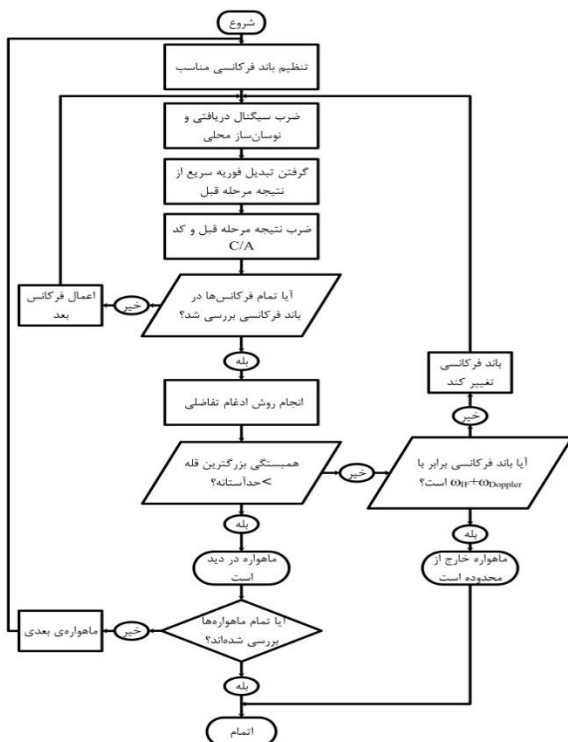 شروع
تنظیم باند فرکانسی مناسب
ضرب سیگنال دریافتی و
نوسان‌ساز محلی
گرفتن تبدیل فوریه سریع از
نتیجه مرحله قبل
ضرب نتیجه مرحله قبل و کد
C/A
آیا تمام فرکانس‌ها در
باند فرکانسی بررسی شد؟
خیر
اعمال فرکانس
بعد
بله
انجام روش ادغام تفاضلی
همبستگی بزرگترین قله
>حدآستانه؟
خیر
آیا باند فرکانسی برابر با
ωIF+ωDoppler است؟
خیر
باند فرکانسی
تغییر کند
بله
ماهواره خارج از
محدوده است
بله
ماهواره در دید
است
آیا تمام ماهواره‌ها
بررسی شده‌اند؟
خیر
ماهواره‌ی بعدی
بله
اتمام